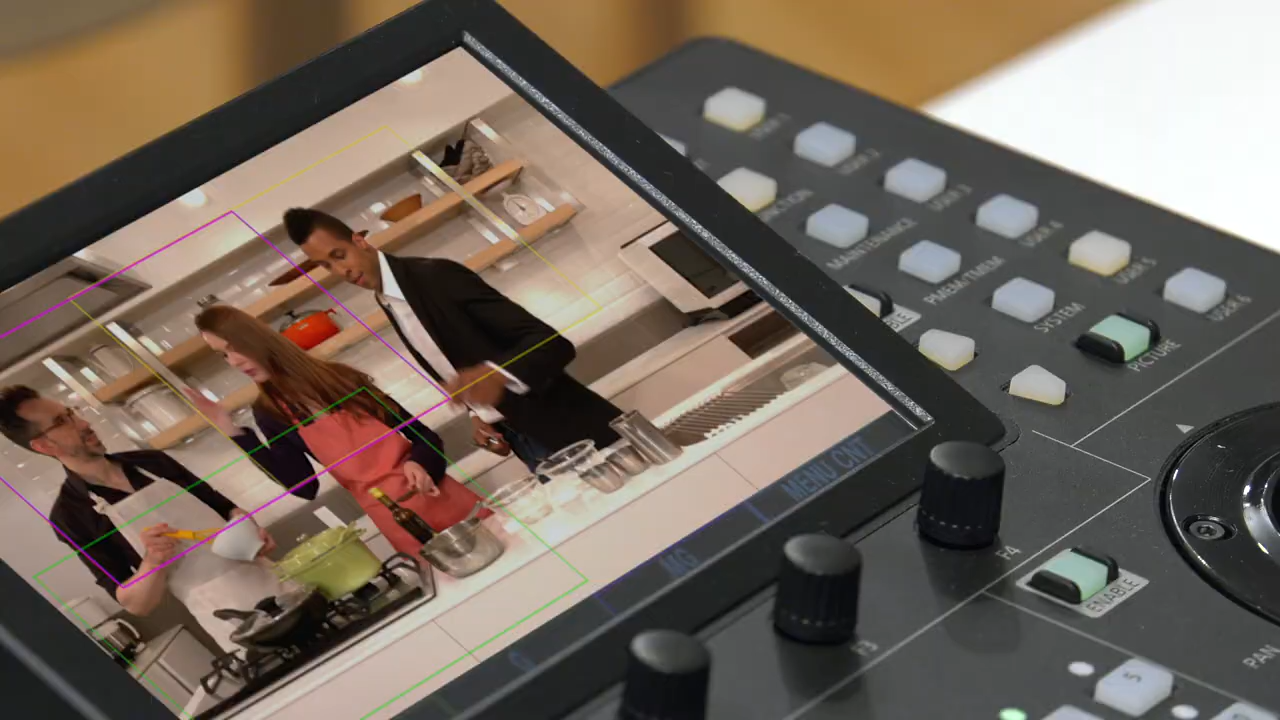 USER 1
USER 2
USER 3
USER 4
USER 5
USER 6
MAINTENANCE
PMEM/TMEM
SYSTEM
PICTURE
MENU CNT
F4
F3
ENABLE
PAN
5